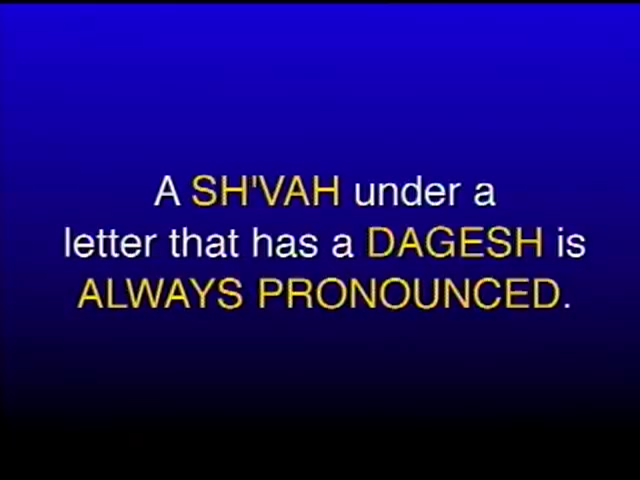 A SH'VAH under a
letter that has a DAGESH is
ALWAYS PRONOUNCED.